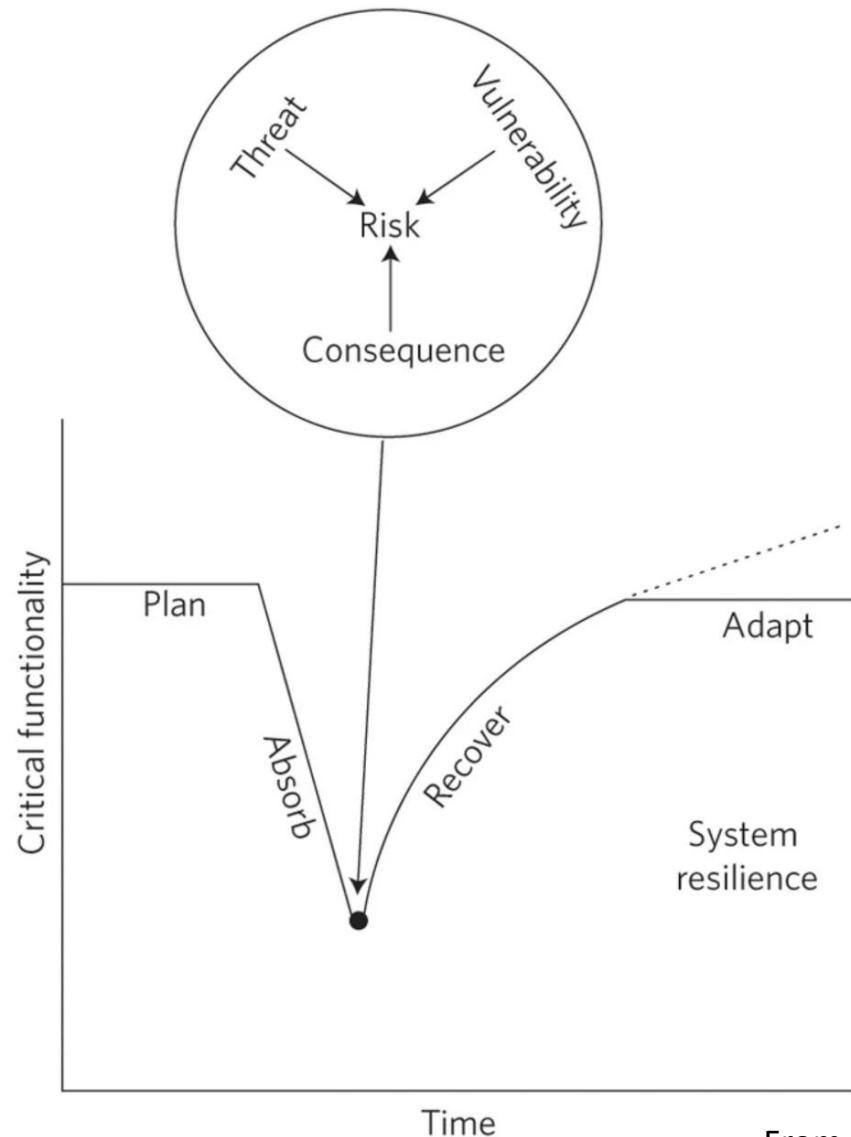 Threat
Vulnerability
Risk
Consequence
Critical functionality
Plan
Absorb
Recover
Adapt
System
resilience
Time